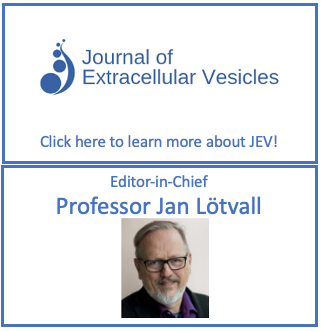 Journal of
Extracellular Vesicles
Click here to learn more about JEV!
Editor-in-Chief
Professor Jan Lötvall